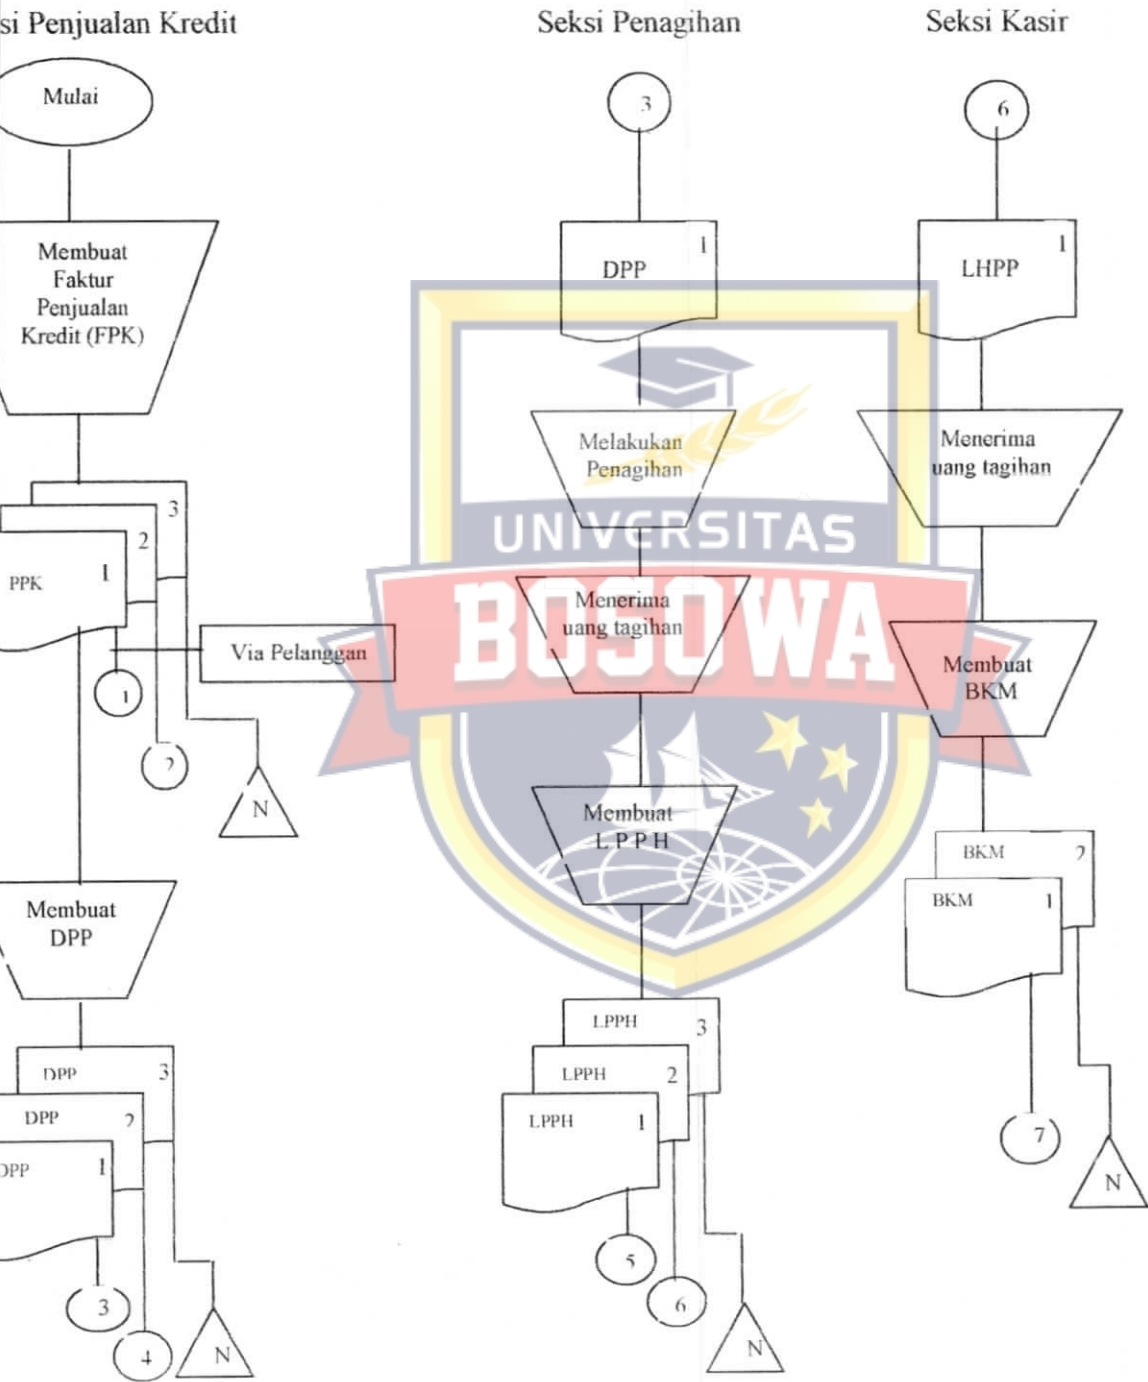 si Penjualan Kredit
Mulai
Membuat
Faktur
Penjualan
Kredit (FPK)
3
2
PPK 1
Via Pelanggan
1
2
N
Membuat
DPP
DPP 3
DPP 2
DPP 1
3
4
N
Seksi Penagihan
3
DPP 1
Melakukan
Penagihan
Menerima
uang tagihan
Membuat
L P P H
LPPH 3
LPPH 2
LPPH 1
5
6
N
Seksi Kasir
6
LHPP 1
Menerima
uang tagihan
Membuat
BKM
BKM 2
BKM 1
7
N
UNIVERSITAS
BOSOWA